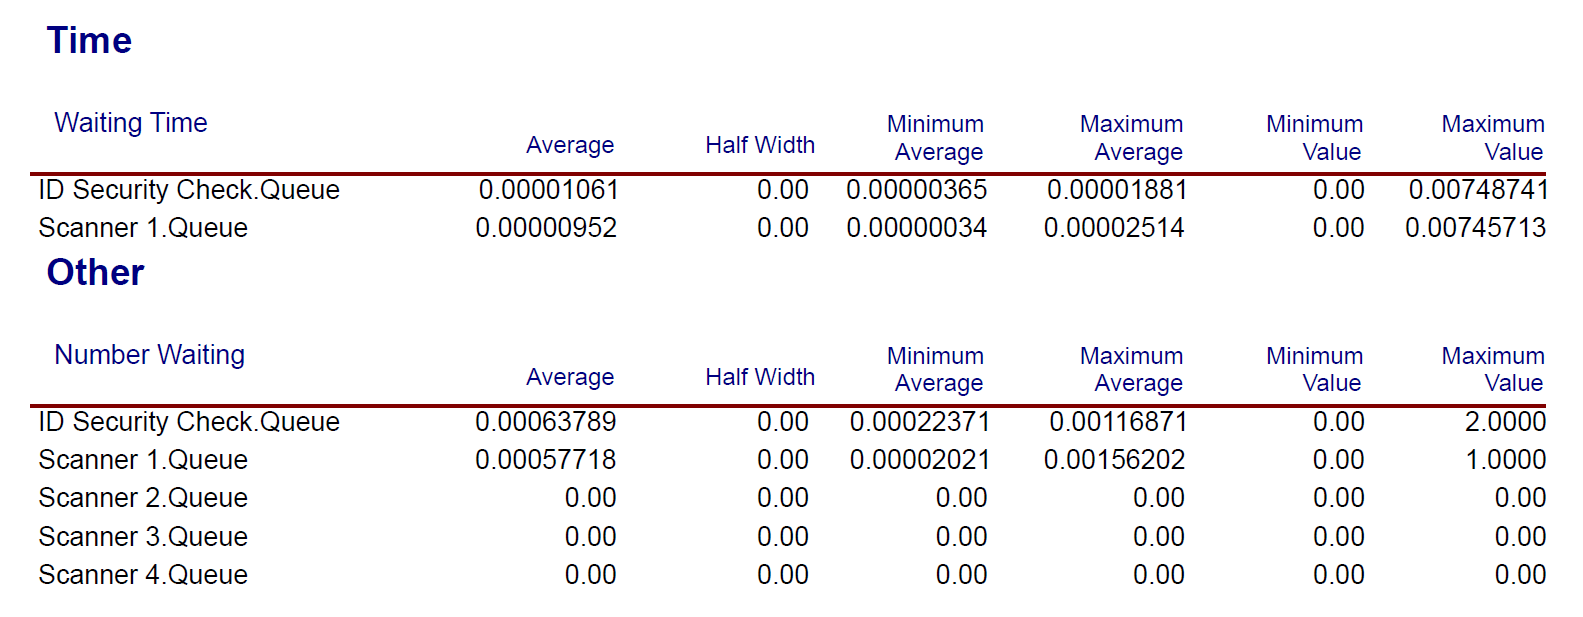 Time
Waiting Time Average Half Width Minimum Average Maximum Average Minimum Value Maximum Value
ID Security Check.Queue 0.00001061 0.00 0.00000365 0.00001881 0.00 0.00748741
Scanner 1.Queue 0.00000952 0.00 0.00000034 0.00002514 0.00 0.00745713
Other
Number Waiting Average Half Width Minimum Average Maximum Average Minimum Value Maximum Value
ID Security Check.Queue 0.00063789 0.00 0.00022371 0.00116871 0.00 2.0000
Scanner 1.Queue 0.00057718 0.00 0.00002021 0.00156202 0.00 1.0000
Scanner 2.Queue 0.00 0.00 0.00 0.00 0.00 0.00
Scanner 3.Queue 0.00 0.00 0.00 0.00 0.00 0.00
Scanner 4.Queue 0.00 0.00 0.00 0.00 0.00 0.00